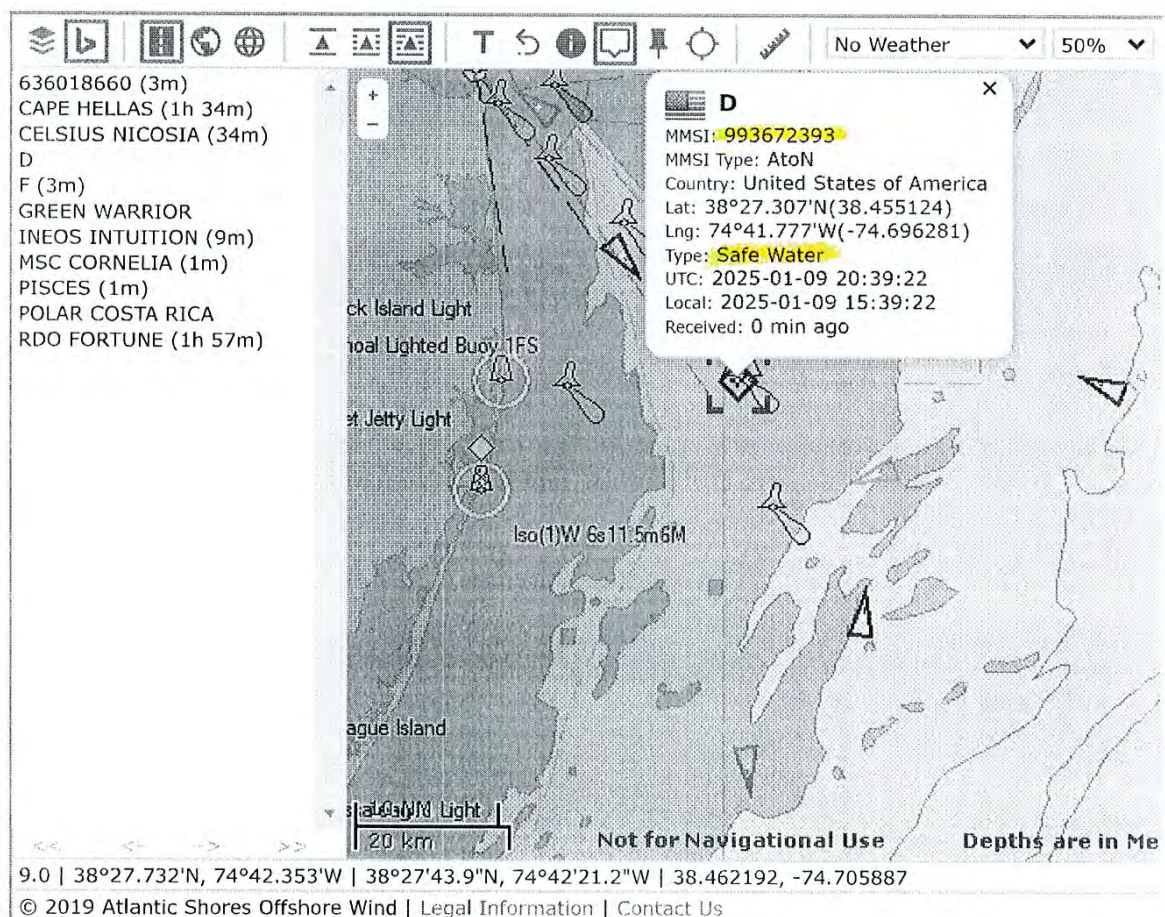 No Weather 50%
636018660 (3m)
CAPE HELLAS (1h 34m)
CELSIUS NICOSIA (34m)
D
F (3m)
GREEN WARRIOR
INEOS INTUITION (9m)
MSC CORNELIA (1m)
PISCES (1m)
POLAR COSTA RICA
RDO FORTUNE (1h 57m)
<< <- -> >>
+
−
D
×
MMSI: 993672393
MMSI Type: AtoN
Country: United States of America
Lat: 38°27.307'N(38.455124)
Lng: 74°41.777'W(-74.696281)
Type: Safe Water
UTC: 2025-01-09 20:39:22
Local: 2025-01-09 15:39:22
Received: 0 min ago
ck Island Light
hoal Lighted Buoy 1FS
et Jetty Light
Iso(1)W 6s11.5m6M
ague Island
10 NM Light
20 km
Not for Navigational Use
Depths are in Me
9.0 | 38°27.732'N, 74°42.353'W | 38°27'43.9"N, 74°42'21.2"W | 38.462192, -74.705887
© 2019 Atlantic Shores Offshore Wind | Legal Information | Contact Us